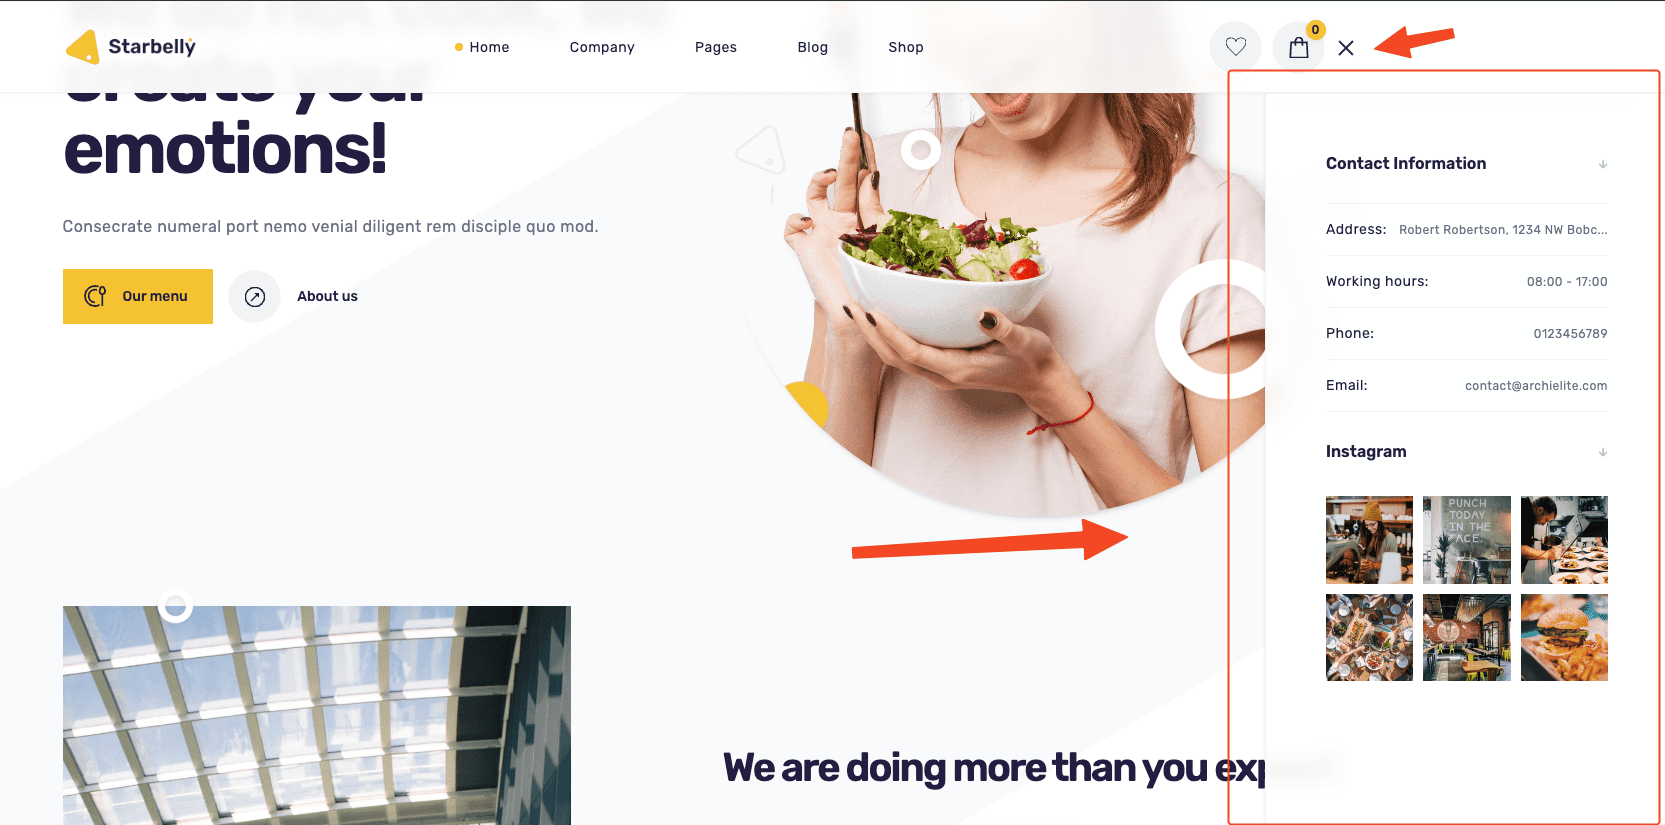 Starbelly
Home
Company
Pages
Blog
Shop
0
create your
emotions!
Consecrate numeral port nemo venial diligent rem disciple quo mod.
Our menu
About us
Contact Information
Address: Robert Robertson, 1234 NW Bobc...
Working hours: 08:00 - 17:00
Phone: 0123456789
Email: contact@archielite.com
Instagram
PUNCH
TODAY
IN THE
FACE.
We are doing more than you exp